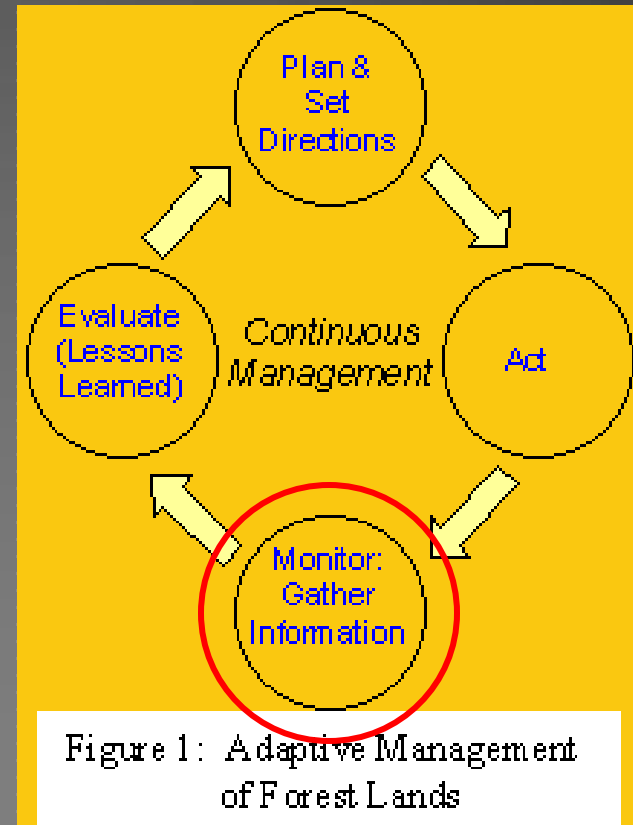 Plan &
Set
Directions
Evaluate
(Lessons
Learned)
Continuous
Management
Act
Monitor:
Gather
Information
Figure 1: Adaptive Management
of Forest Lands